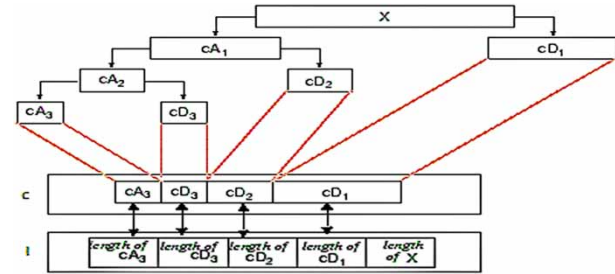 X
cA₁ cD₁
cA₂ cD₂
cA₃ cD₃
c cA₃ cD₃ cD₂ cD₁
l length of length of length of length of length
cA₃ cD₃ cD₂ cD₁ of X